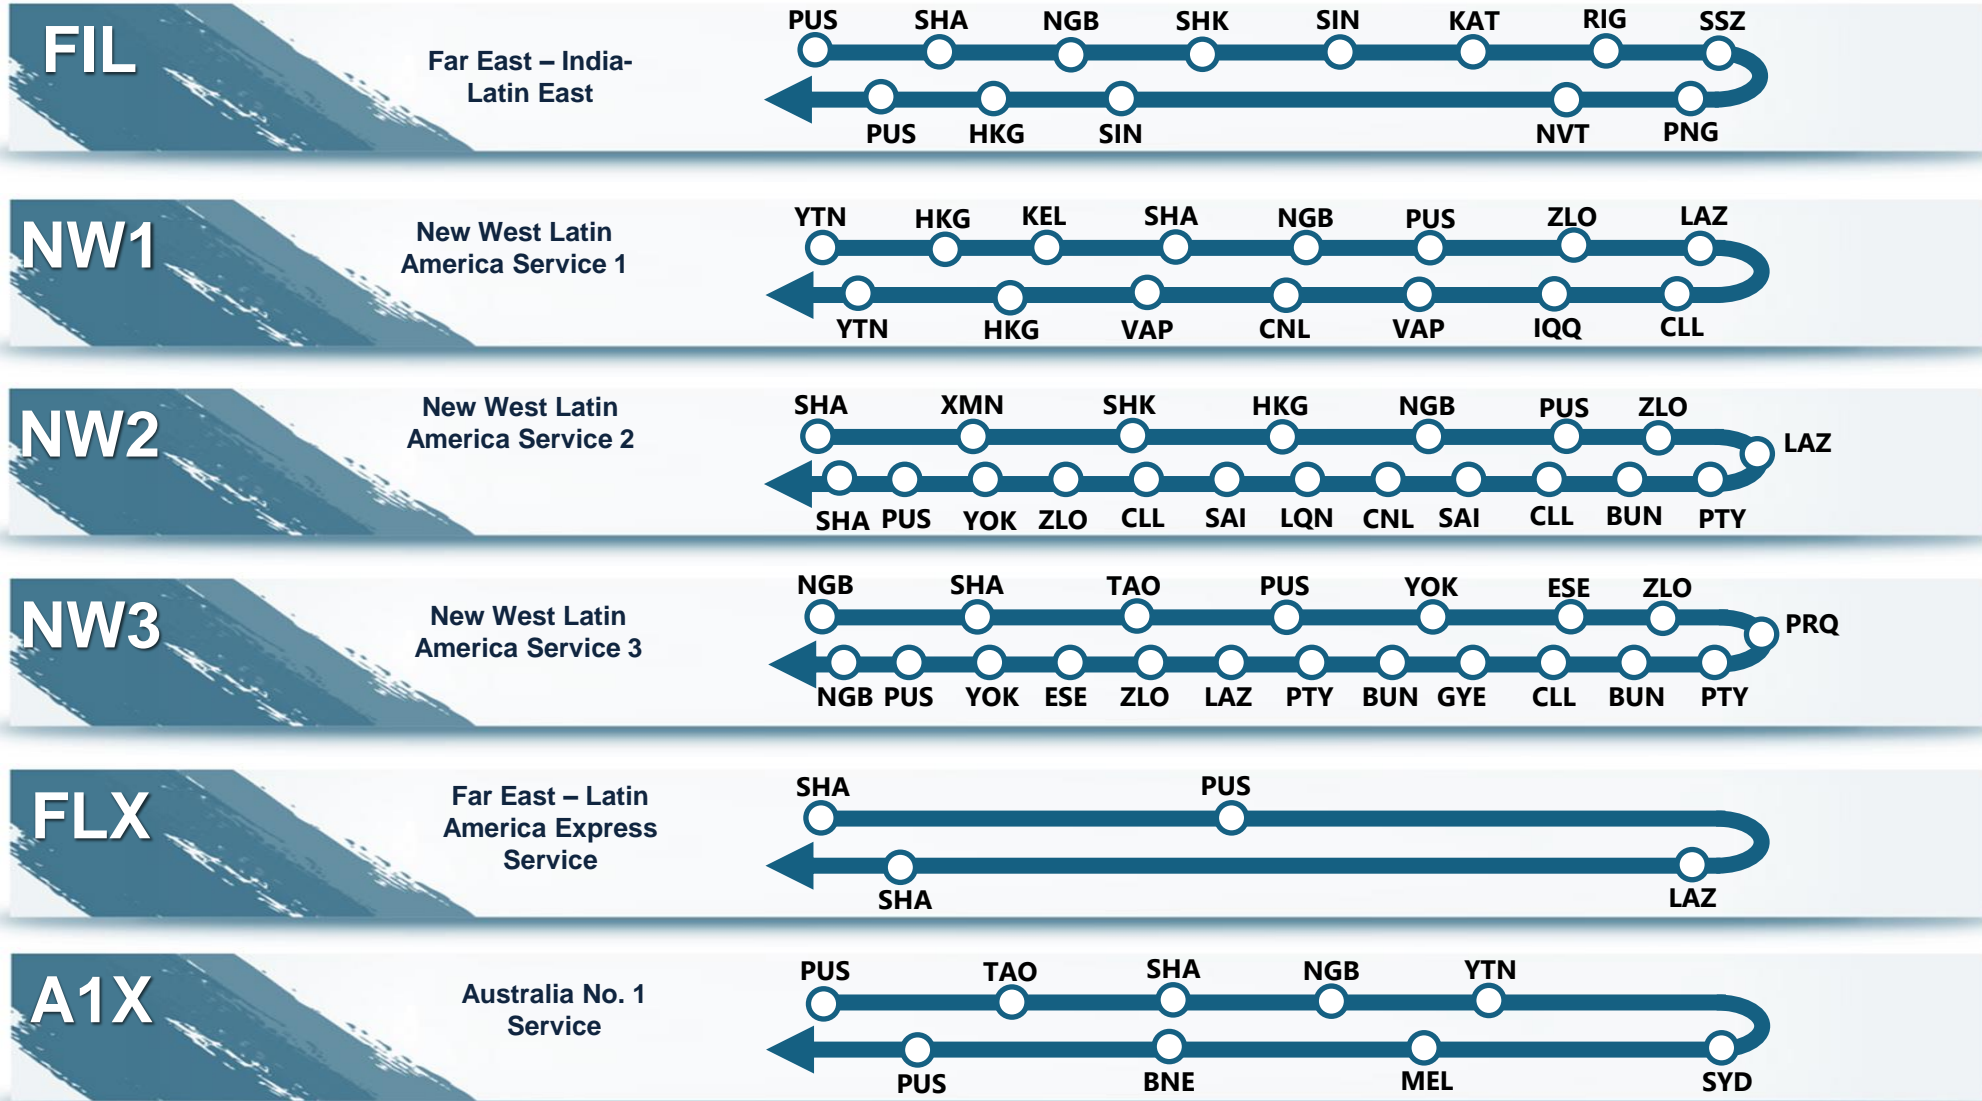 FIL
Far East – India-
Latin East
PUS SHA NGB SHK SIN KAT RIG SSZ
PUS HKG SIN NVT PNG
NW1
New West Latin
America Service 1
YTN HKG KEL SHA NGB PUS ZLO LAZ
YTN HKG VAP CNL VAP IQQ CLL
NW2
New West Latin
America Service 2
SHA XMN SHK HKG NGB PUS ZLO
LAZ
SHA PUS YOK ZLO CLL SAI LQN CNL SAI CLL BUN PTY
NW3
New West Latin
America Service 3
NGB SHA TAO PUS YOK ESE ZLO
PRQ
NGB PUS YOK ESE ZLO LAZ PTY BUN GYE CLL BUN PTY
FLX
Far East – Latin
America Express
Service
SHA PUS
SHA LAZ
A1X
Australia No. 1
Service
PUS TAO SHA NGB YTN
PUS BNE MEL SYD